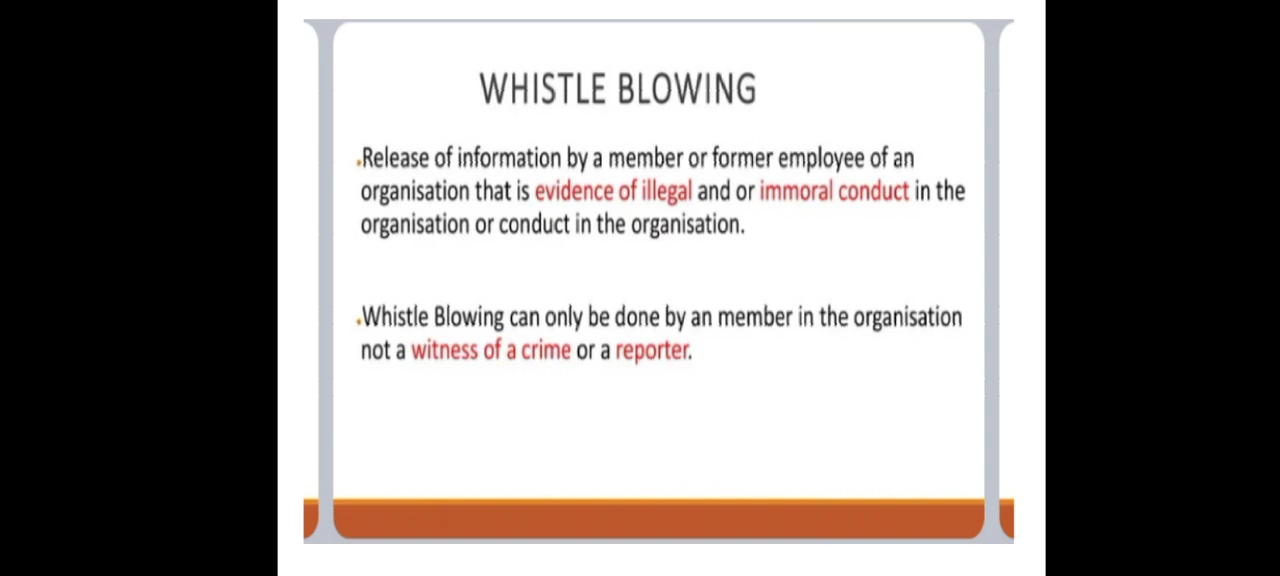 WHISTLE BLOWING
.Release of information by a member or former employee of an
organisation that is evidence of illegal and or immoral conduct in the
organisation or conduct in the organisation.
.Whistle Blowing can only be done by an member in the organisation
not a witness of a crime or a reporter.